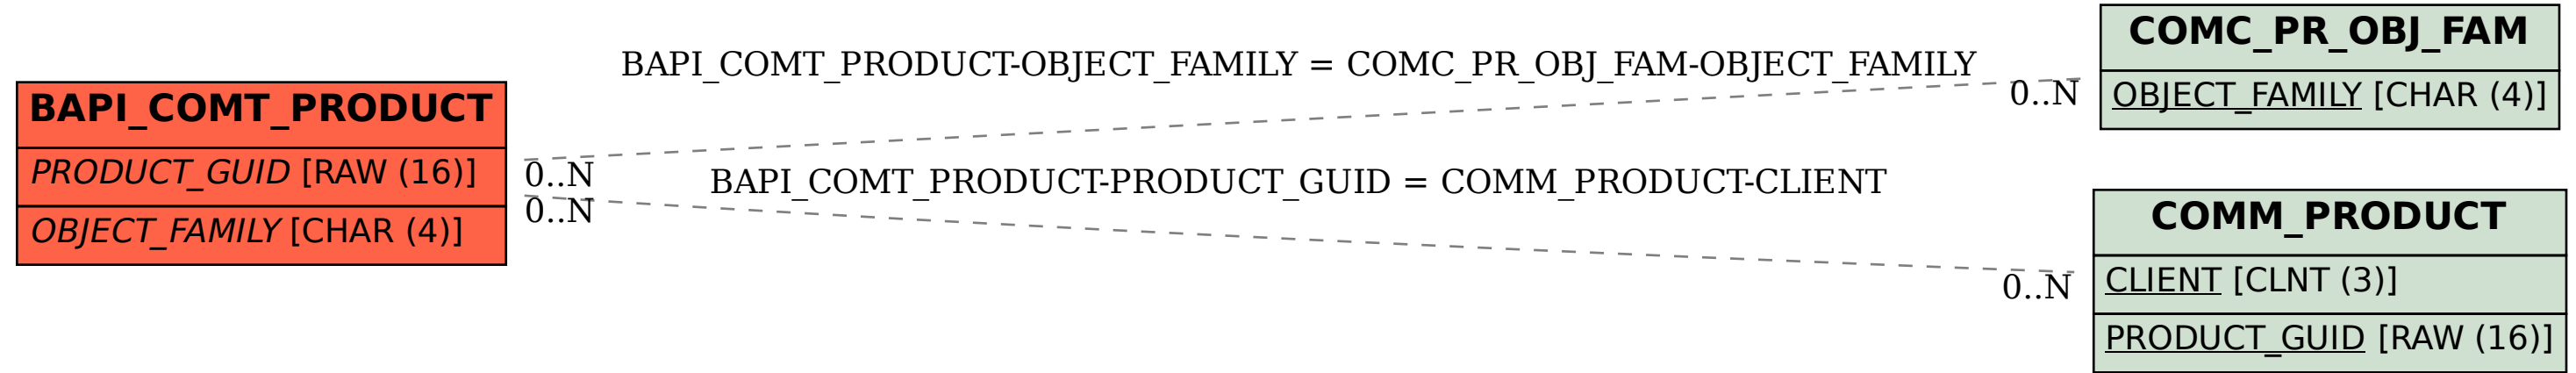 BAPI_COMT_PRODUCT
PRODUCT_GUID [RAW (16)]
OBJECT_FAMILY [CHAR (4)]
BAPI_COMT_PRODUCT-OBJECT_FAMILY = COMC_PR_OBJ_FAM-OBJECT_FAMILY
0..N
0..N
BAPI_COMT_PRODUCT-PRODUCT_GUID = COMM_PRODUCT-CLIENT
0..N
0..N
COMC_PR_OBJ_FAM
OBJECT_FAMILY [CHAR (4)]
COMM_PRODUCT
CLIENT [CLNT (3)]
PRODUCT_GUID [RAW (16)]